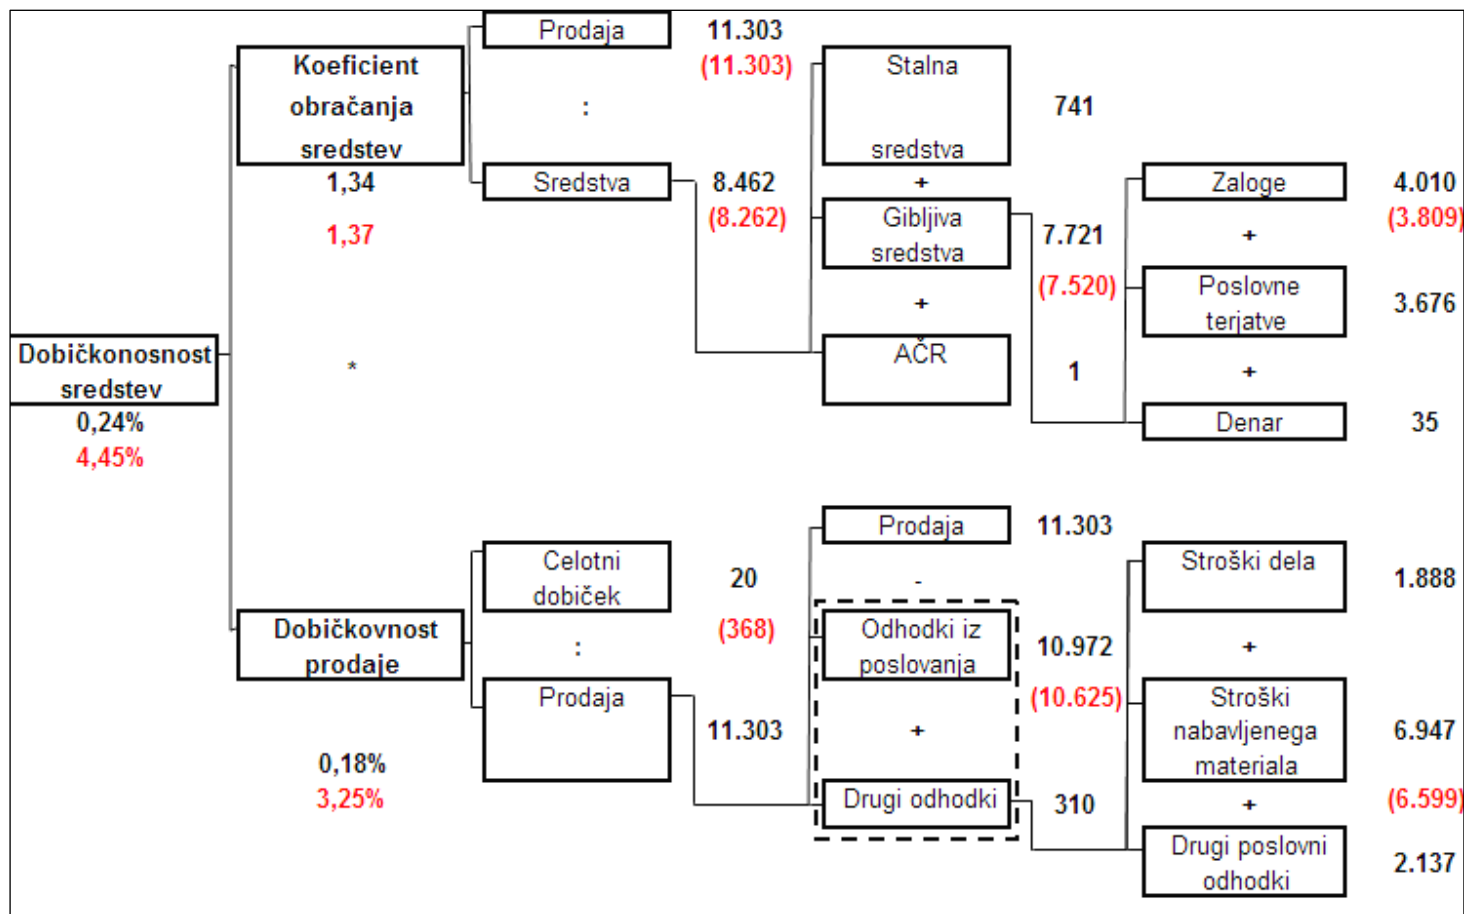 Prodaja 11.303
(11.303)
Koeficient
obračanja
sredstev
:
1,34
1,37
Sredstva 8.462
(8.262)
Stalna
sredstva
741
+
Gibljiva
sredstva
7.721
(7.520)
+
AČR
1
Zaloge 4.010
(3.809)
+
Poslovne
terjatve
3.676
+
Denar 35
Dobičkonosnost
sredstev
0,24%
4,45%
*
Dobičkovnost
prodaje
0,18%
3,25%
Celotni
dobiček
20
(368)
:
Prodaja
11.303
Prodaja 11.303
-
Odhodki iz
poslovanja
10.972
(10.625)
+
Drugi odhodki 310
Stroški dela
1.888
+
Stroški
nabavljenega
materiala
6.947
(6.599)
+
Drugi poslovni
odhodki
2.137